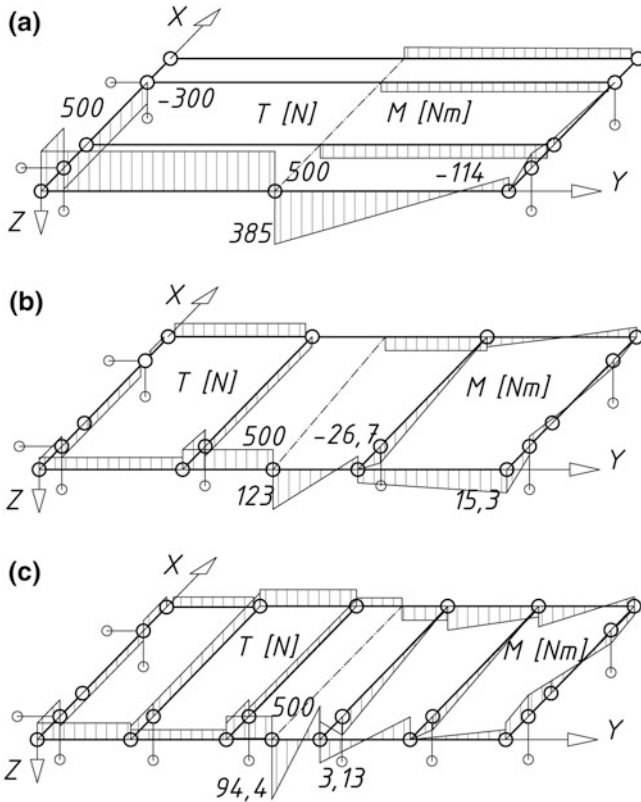 (a)
X
500
-300
T [N]
M [Nm]
500
-114
Y
Z
385
(b)
X
T [N]
M [Nm]
500
-26,7
Y
Z
123
15,3
(c)
X
T [N]
M [Nm]
500
Y
Z
94,4
3,13